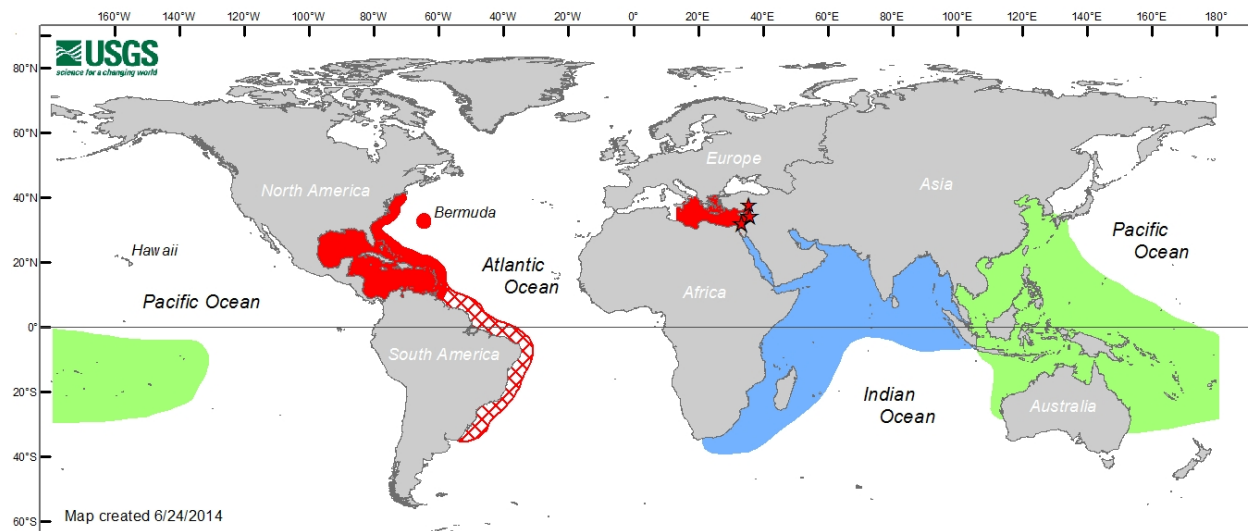 160°W 140° 120° 100° 80° 60° 40° 20° 0° 20° 40° 60° 80° 100° 120° 140° 160° 180°
USGS
science for a changing world
80°N
60°N
Europe
Asia
North America
40°N
Bermuda
Pacific
Ocean
Hawaii
Atlantic
Ocean
20°N
Pacific Ocean
Africa
0°
South America
20°S
Indian
Ocean
Australia
40°S
Map created 6/24/2014
60°S